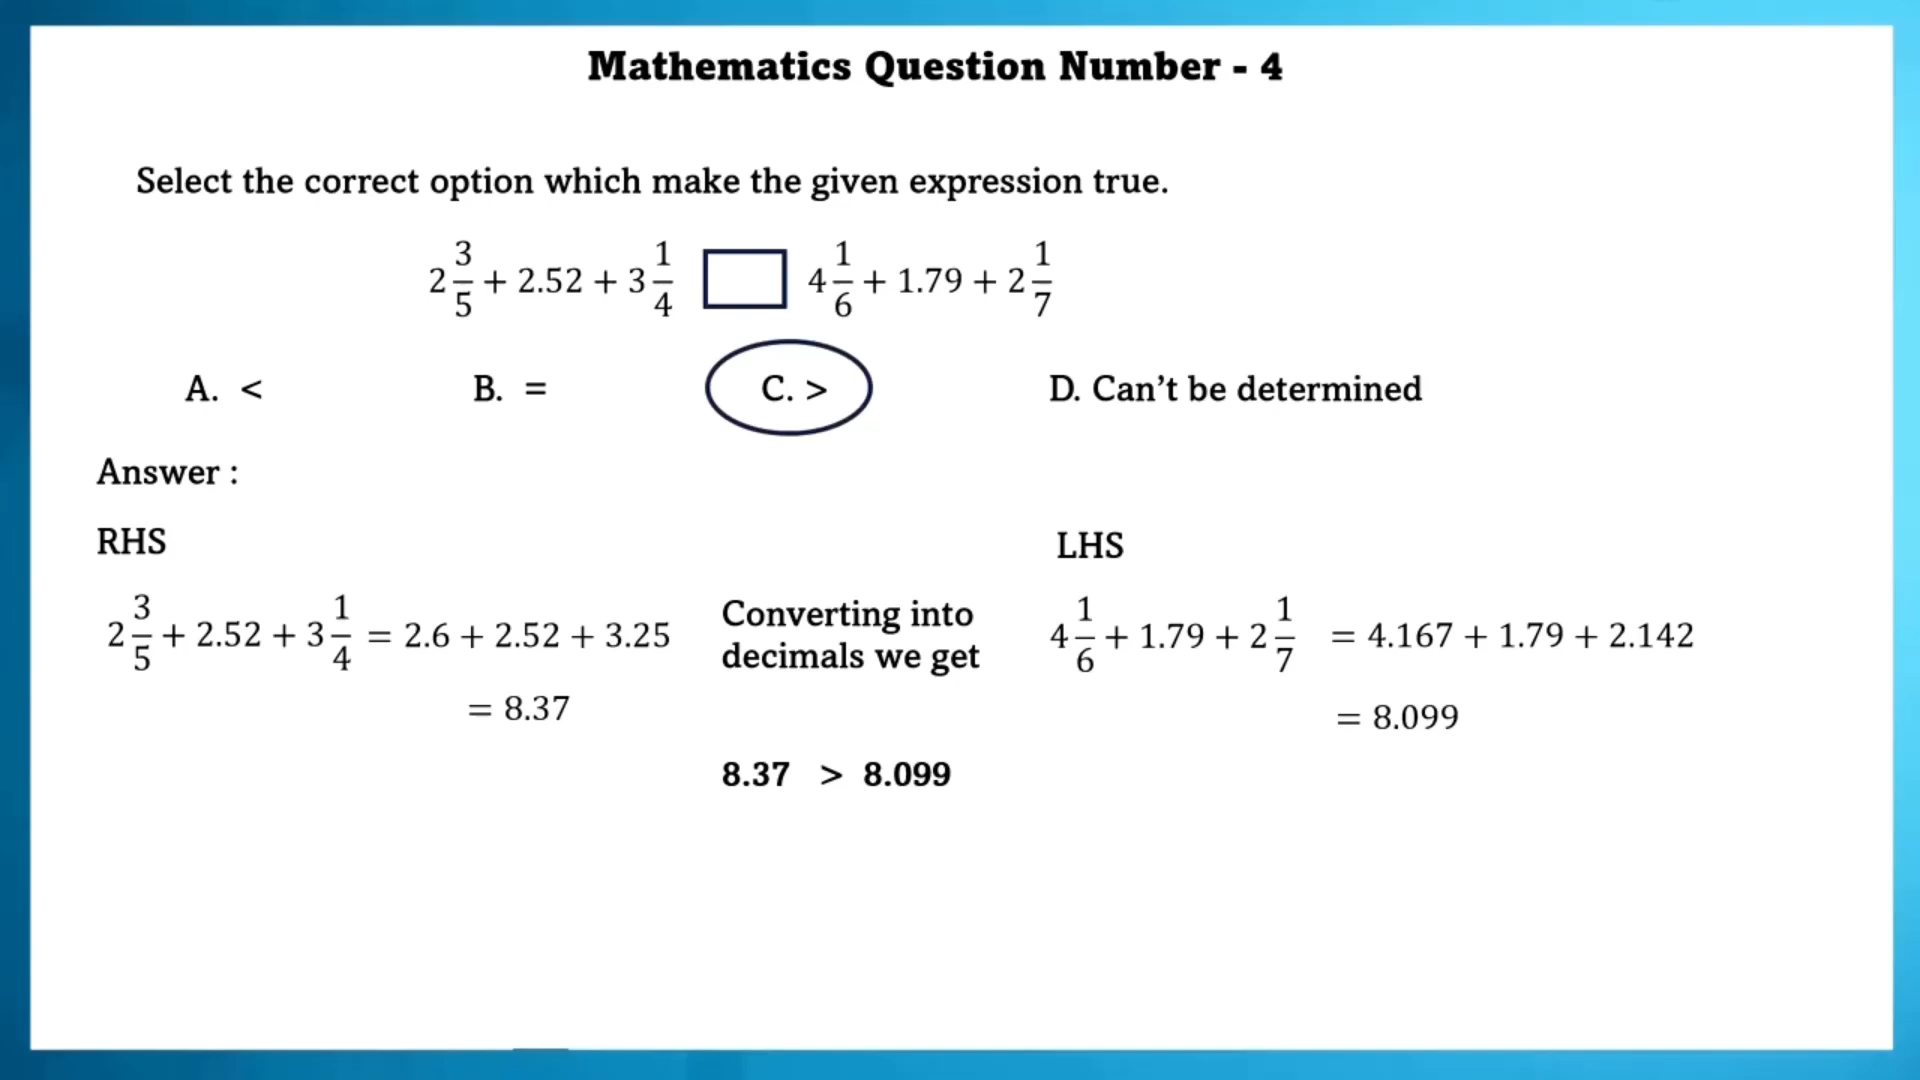 Mathematics Question Number - 4
Select the correct option which make the given expression true.
2 3/5 + 2.52 + 3 1/4 □ 4 1/6 + 1.79 + 2 1/7
A. < B. = C. > D. Can’t be determined
Answer :
RHS LHS
2 3/5 + 2.52 + 3 1/4 = 2.6 + 2.52 + 3.25
= 8.37
Converting into
decimals we get
4 1/6 + 1.79 + 2 1/7 = 4.167 + 1.79 + 2.142
= 8.099
8.37 > 8.099